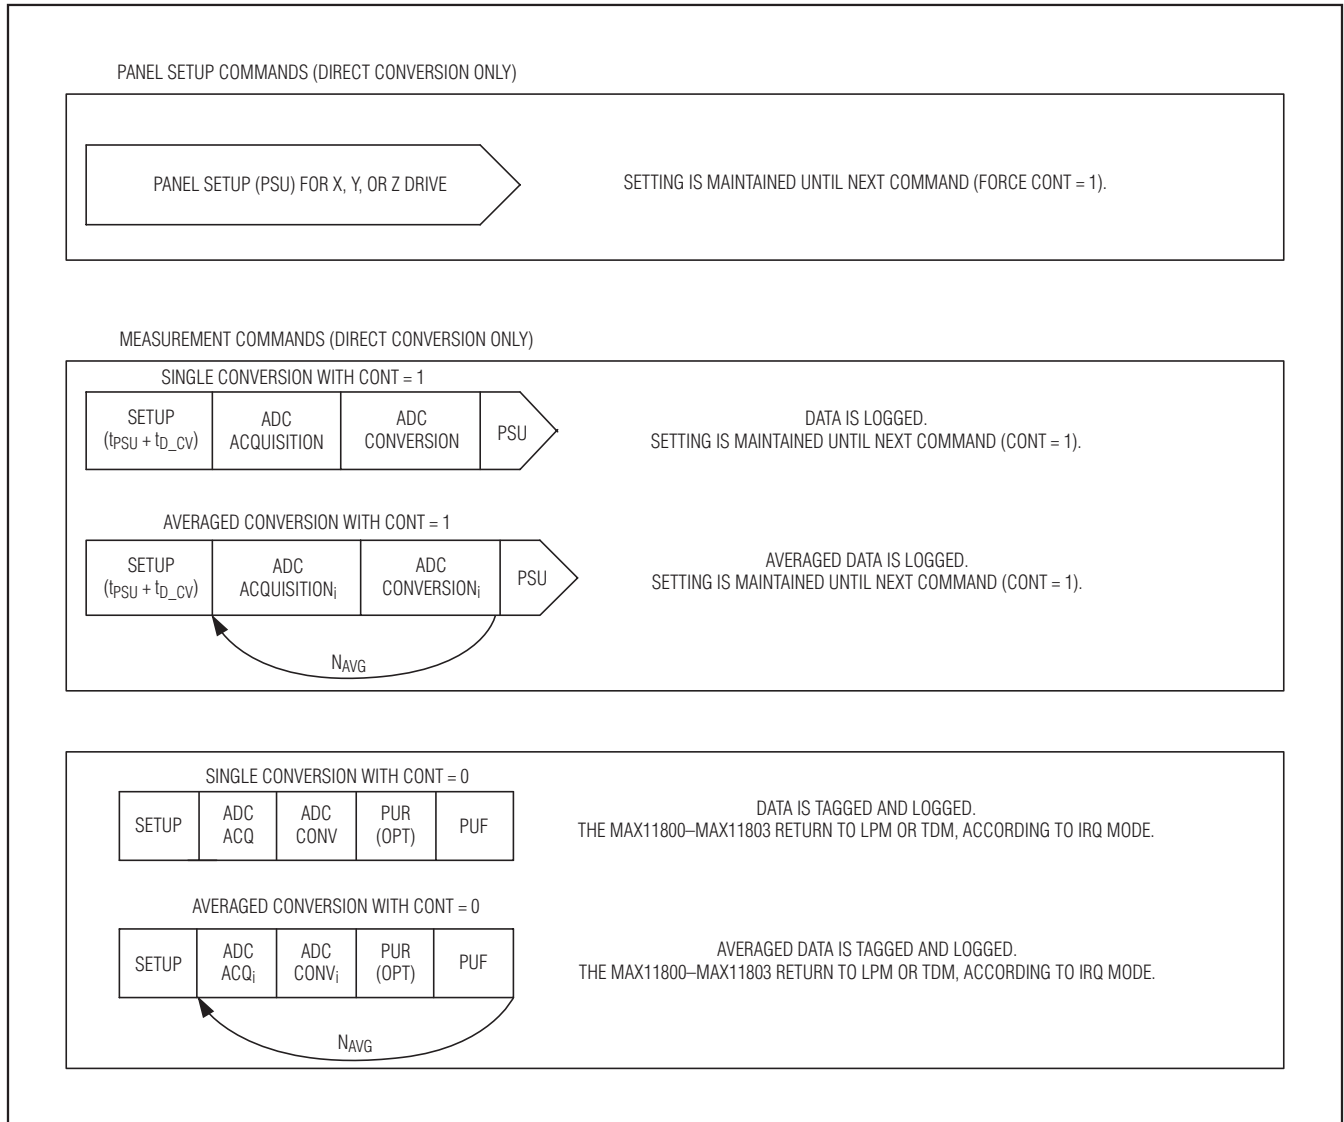 PANEL SETUP COMMANDS (DIRECT CONVERSION ONLY)
PANEL SETUP (PSU) FOR X, Y, OR Z DRIVE
SETTING IS MAINTAINED UNTIL NEXT COMMAND (FORCE CONT = 1).
MEASUREMENT COMMANDS (DIRECT CONVERSION ONLY)
SINGLE CONVERSION WITH CONT = 1
SETUP
(tPSU + tD_CV)
ADC
ACQUISITION
ADC
CONVERSION
PSU
DATA IS LOGGED.
SETTING IS MAINTAINED UNTIL NEXT COMMAND (CONT = 1).
AVERAGED CONVERSION WITH CONT = 1
SETUP
(tPSU + tD_CV)
ADC
ACQUISITIONi
ADC
CONVERSIONi
PSU
AVERAGED DATA IS LOGGED.
SETTING IS MAINTAINED UNTIL NEXT COMMAND (CONT = 1).
NAVG
SINGLE CONVERSION WITH CONT = 0
SETUP
ADC
ACQ
ADC
CONV
PUR
(OPT)
PUF
DATA IS TAGGED AND LOGGED.
THE MAX11800–MAX11803 RETURN TO LPM OR TDM, ACCORDING TO IRQ MODE.
AVERAGED CONVERSION WITH CONT = 0
SETUP
ADC
ACQi
ADC
CONVi
PUR
(OPT)
PUF
AVERAGED DATA IS TAGGED AND LOGGED.
THE MAX11800–MAX11803 RETURN TO LPM OR TDM, ACCORDING TO IRQ MODE.
NAVG